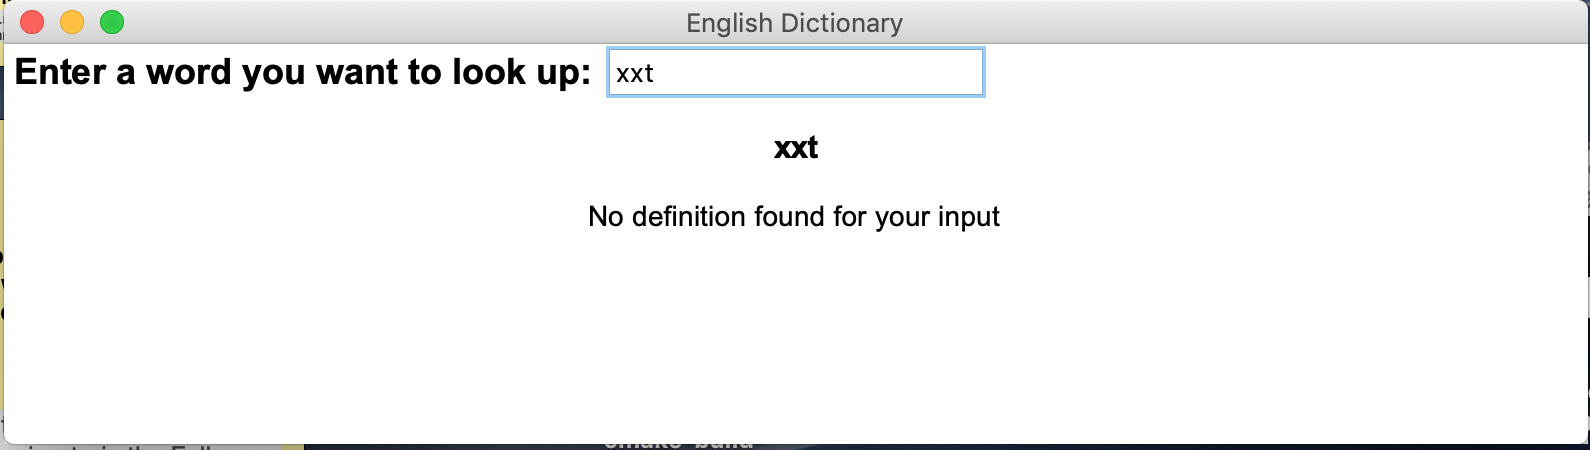 English Dictionary
Enter a word you want to look up: xxt
xxt
No definition found for your input